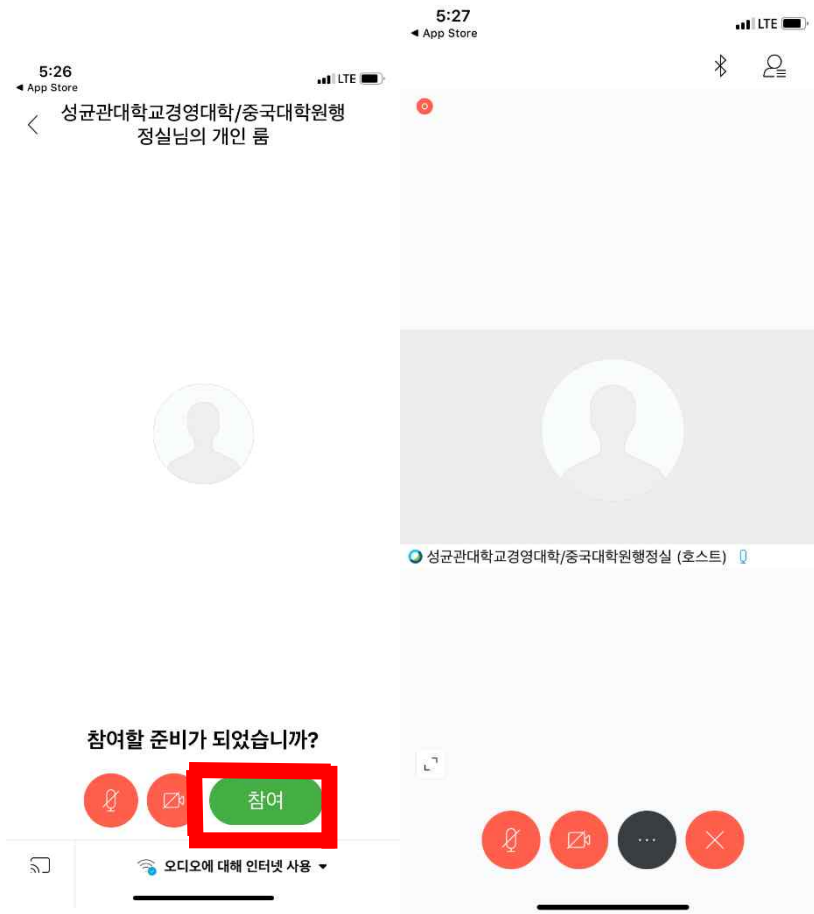 5:26
LTE
◀ App Store
성균관대학교경영대학/중국대학원행
정실님의 개인 룸
참여할 준비가 되었습니까?
참여
오디오에 대해 인터넷 사용
5:27
LTE
◀ App Store
성균관대학교경영대학/중국대학원행정실 (호스트)